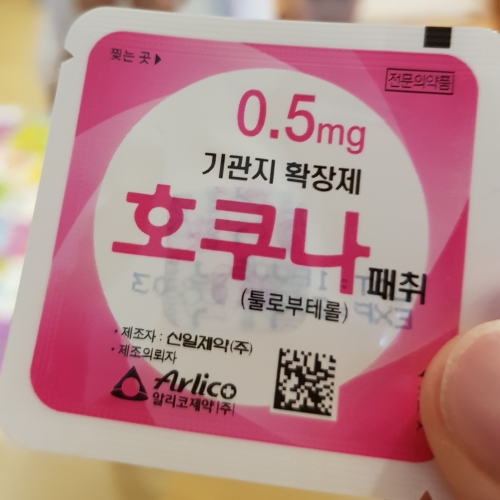 찢는 곳▶
전문의약품
0.5mg
기관지 확장제
호쿠나패취
(툴로부테롤)
· 제조자 : 신일제약(주)
· 제조의뢰자
Arlico
알리코제약(주)